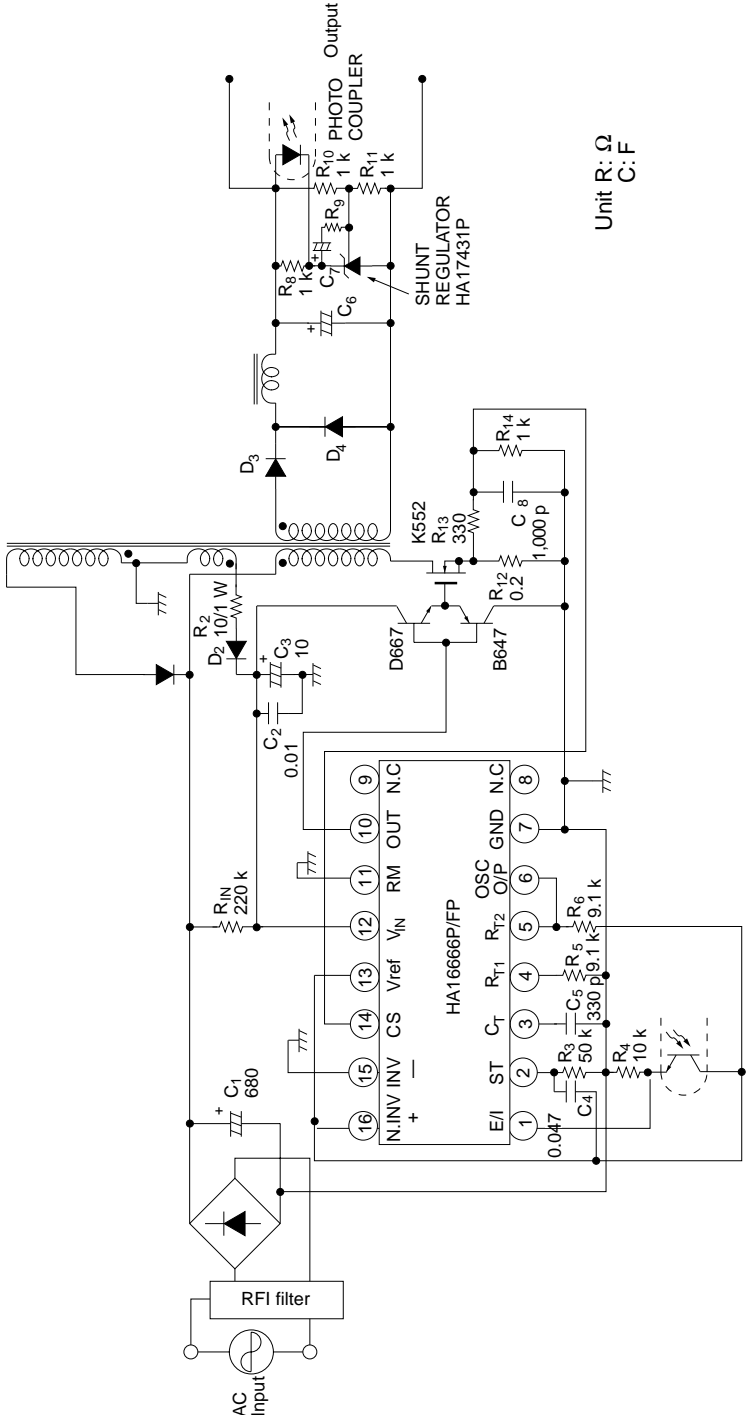 AC
Input
RFI filter
+
C1
680
RIN
220 k
D2
R2
10/1 W
C2
0.01
+
C3
10
16
15
14
13
12
11
10
9
N.INV
INV
CS
Vref
VIN
RM
OUT
N.C
+
—
HA16666P/FP
E/I
ST
CT
RT1
RT2
OSC
O/P
GND
N.C
1
2
3
4
5
6
7
8
0.047
C4
R3
50 k
R4
10 k
C5
330 p
R5
9.1 k
R6
9.1 k
D667
B647
K552
R13
330
R12
0.2
C8
1,000 p
R14
1 k
D3
D4
+
C6
R8
1 k
+
C7
R9
R10
1 k
R11
1 k
PHOTO
COUPLER
Output
SHUNT
REGULATOR
HA17431P
Unit R: Ω
C: F